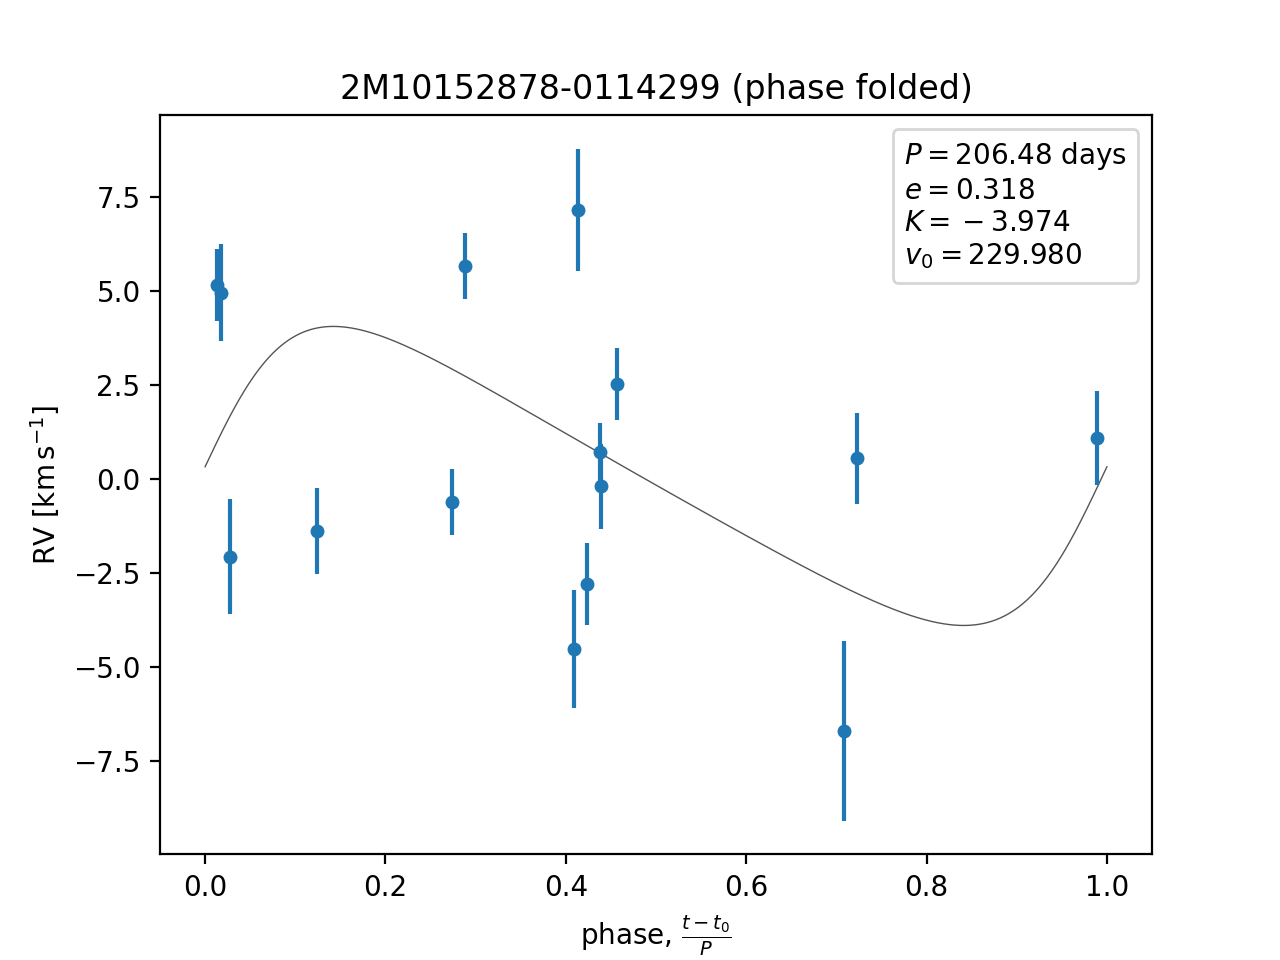 2M10152878-0114299 (phase folded)
P = 206.48 days
e = 0.318
K = −3.974
v₀ = 229.980
7.5
5.0
2.5
0.0
−2.5
−5.0
−7.5
RV [km s⁻¹]
0.0 0.2 0.4 0.6 0.8 1.0
phase, (t − t₀)/P